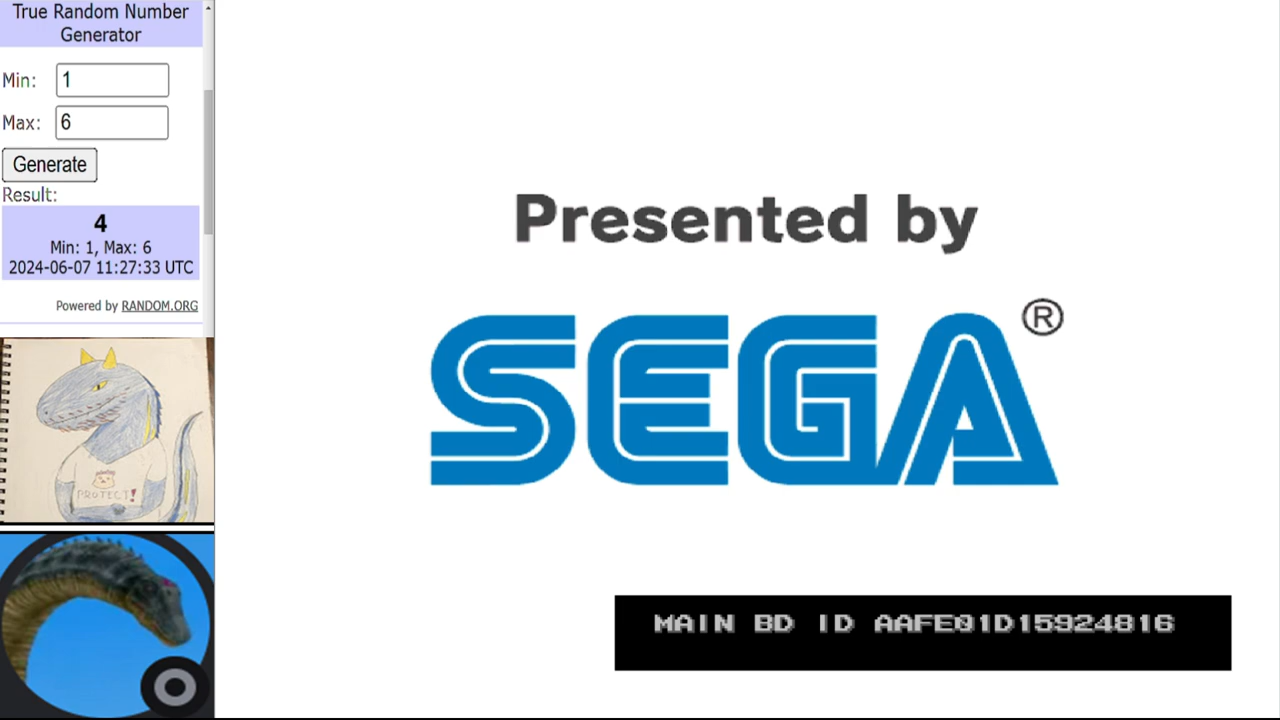 True Random Number
Generator
Min: 1
Max: 6
Generate
Result:
4
Min: 1, Max: 6
2024-06-07 11:27:33 UTC
Powered by RANDOM.ORG
PROTECT!
Presented by
SEGA®
MAIN BD ID AAFE01D15924816